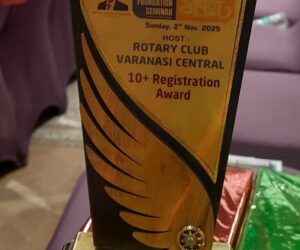 FOUNDATION
SEMINAR
Sunday, 2nd Nov. 2025
HOST :
ROTARY CLUB
VARANASI CENTRAL
10+ Registration
Award